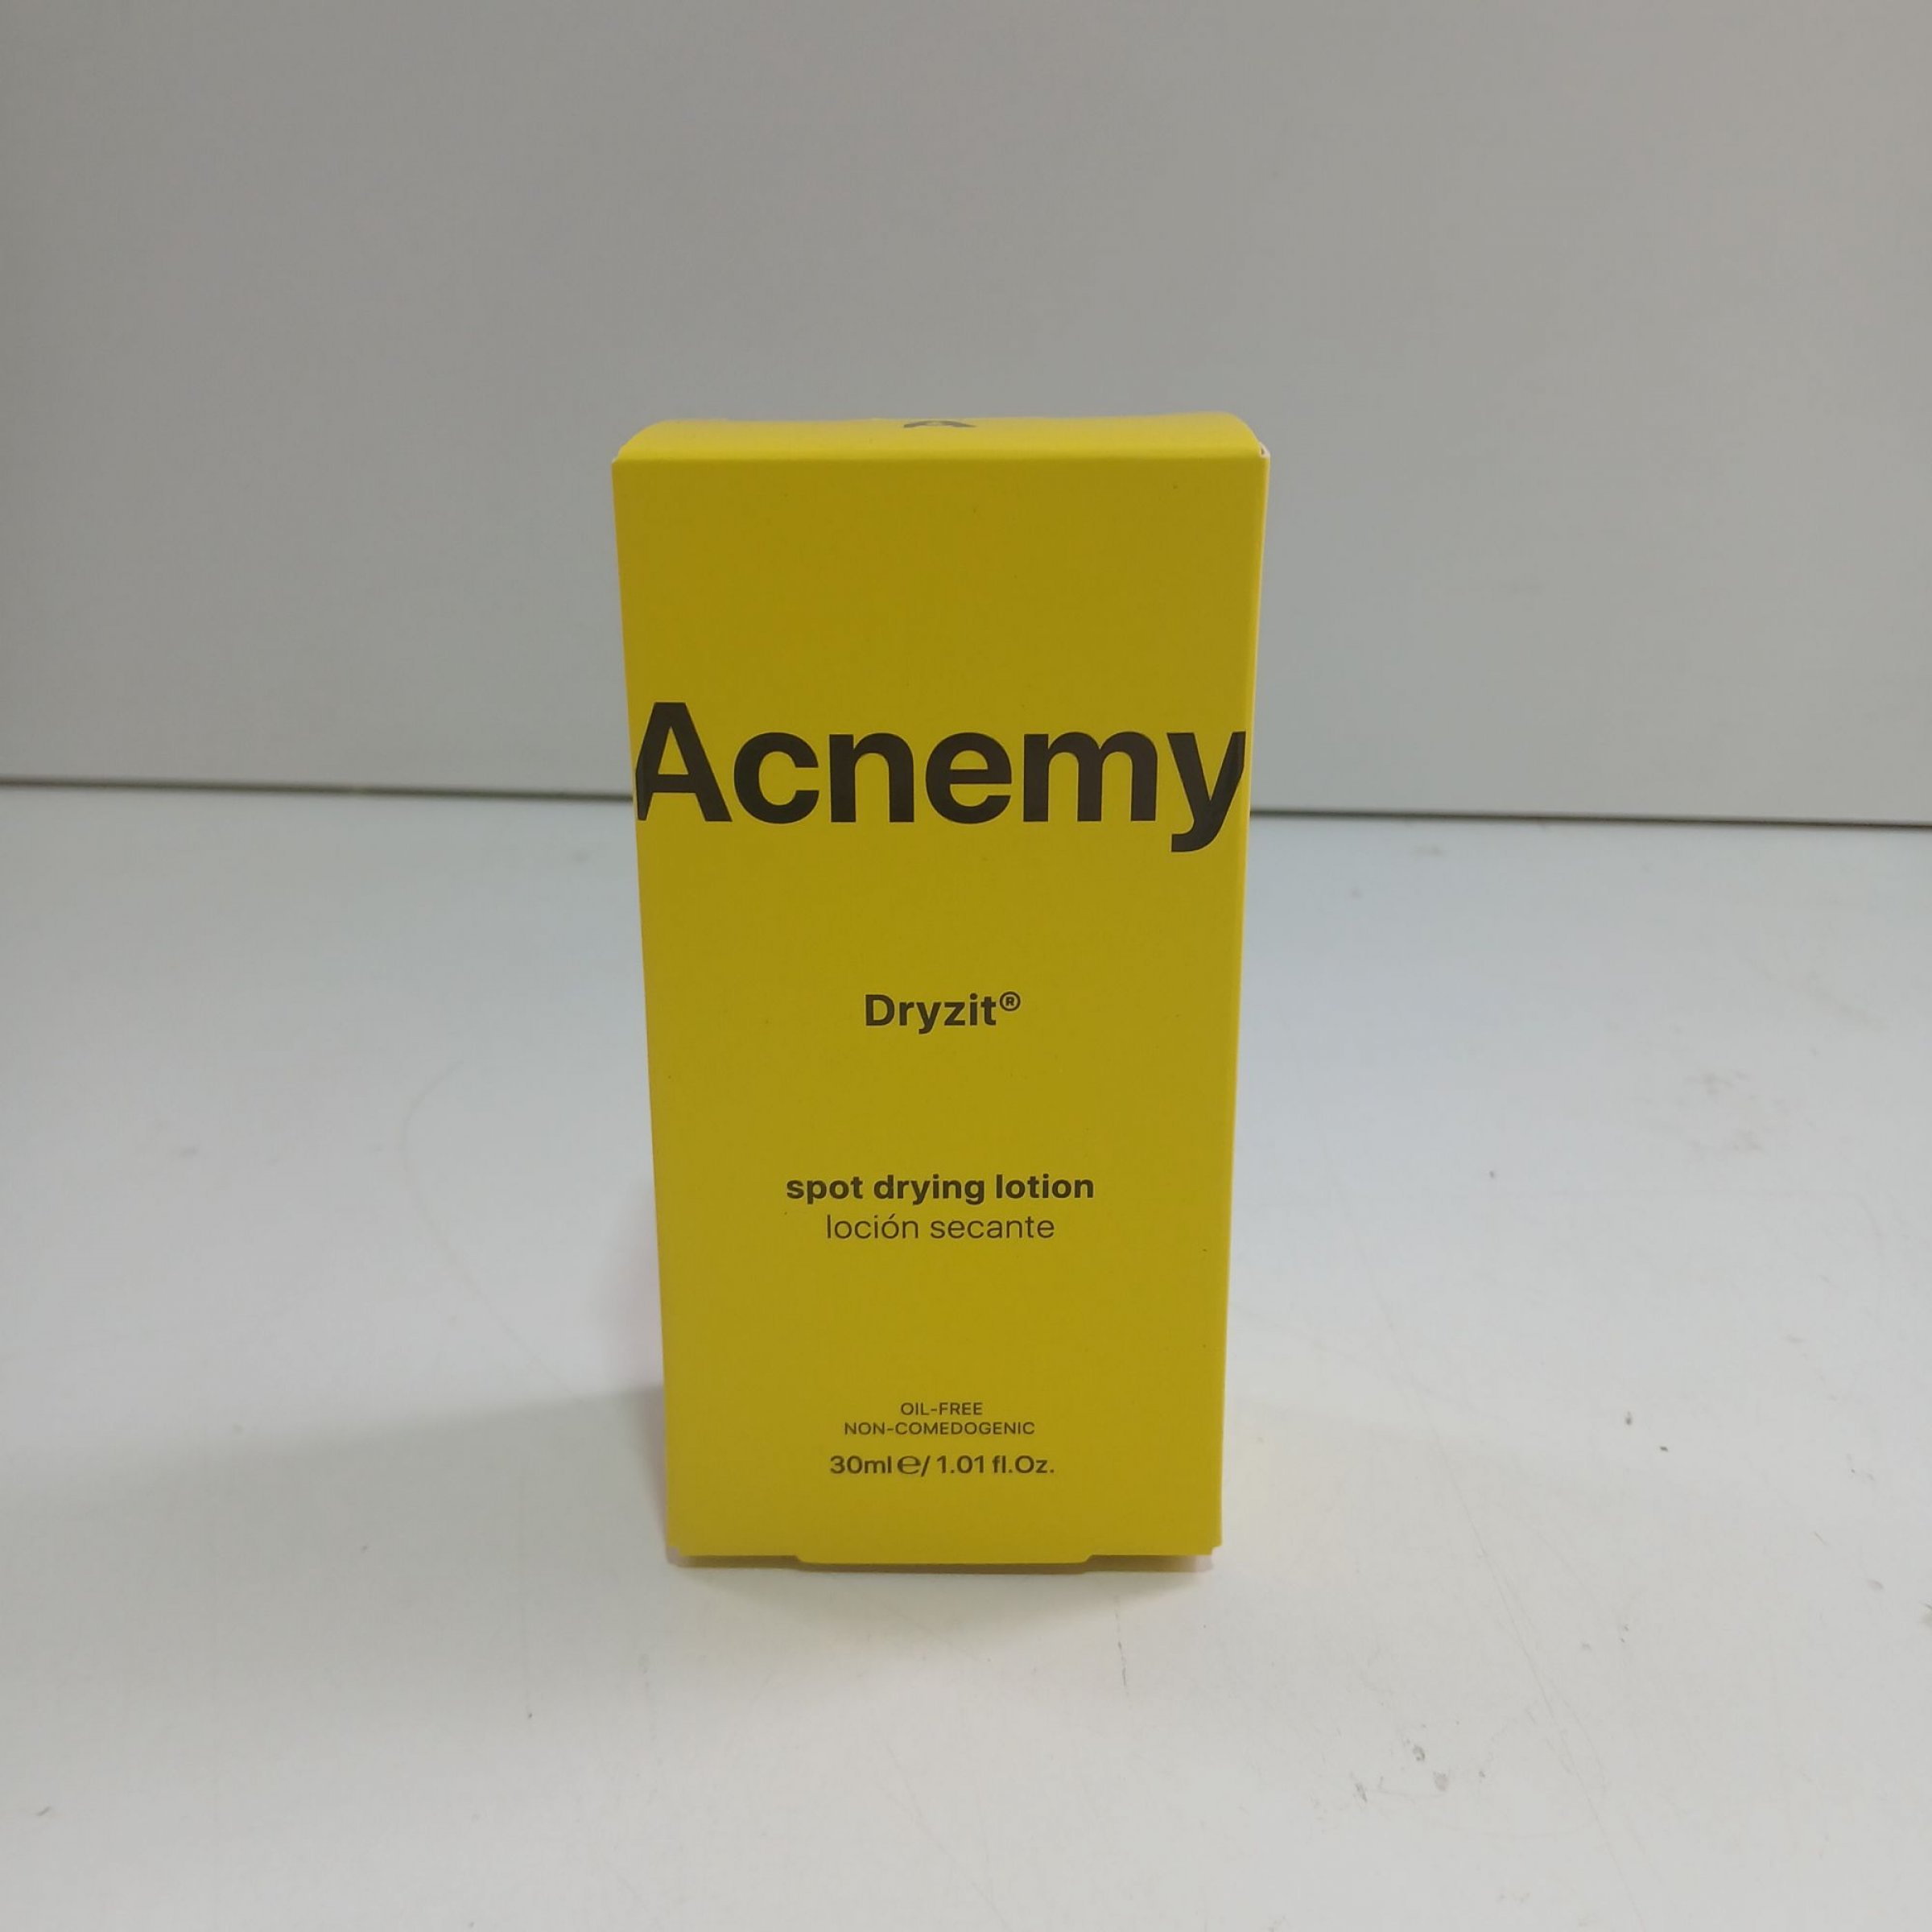 Acnemy
Dryzit®
spot drying lotion
loción secante
OIL-FREE
NON-COMEDOGENIC
30ml℮/ 1.01 fl.Oz.